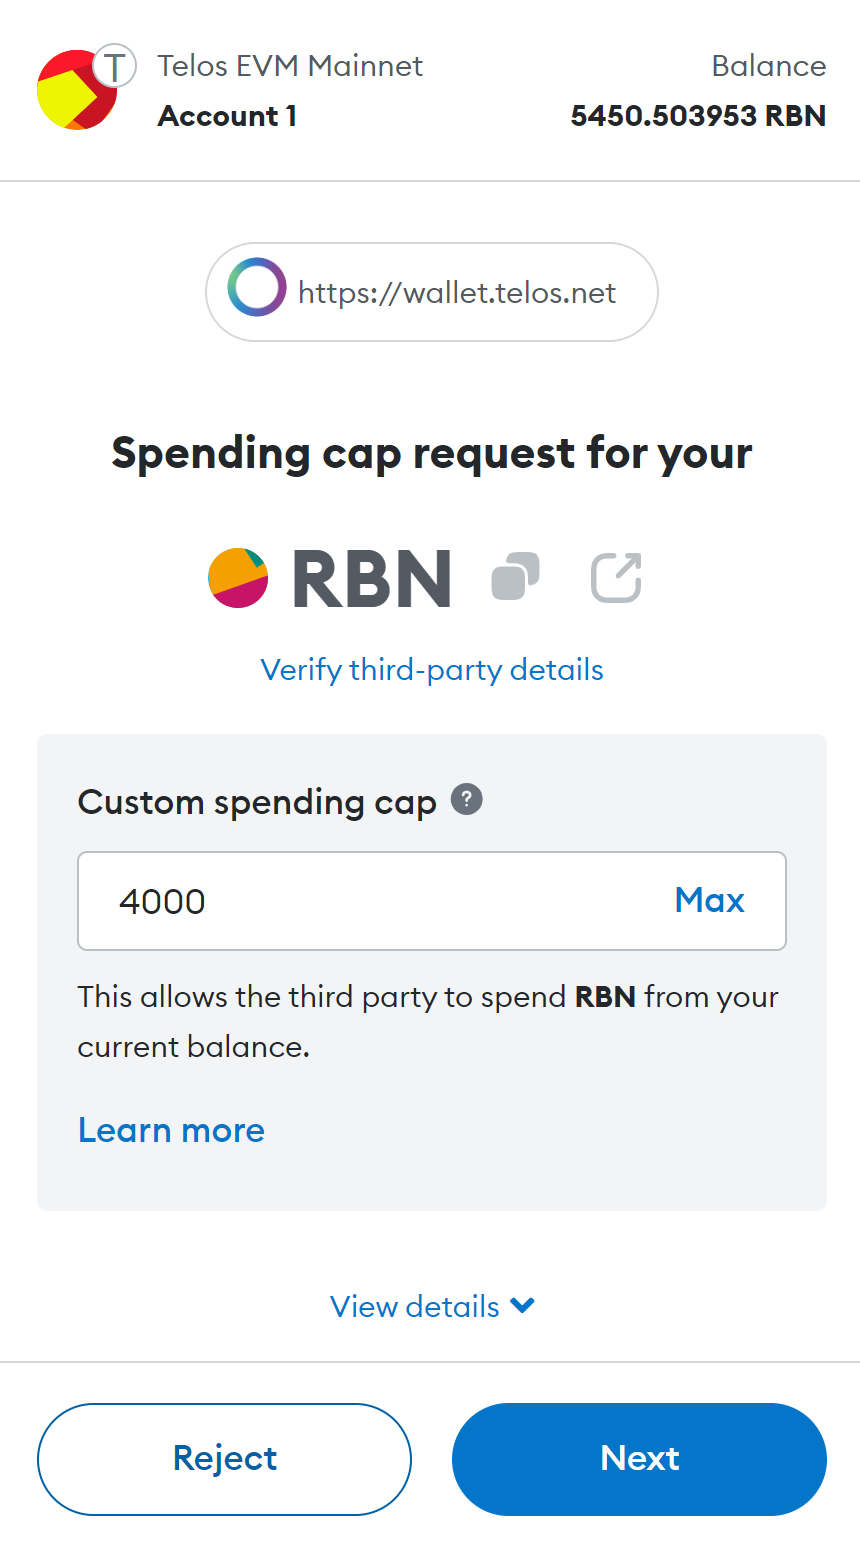 T
Telos EVM Mainnet
Balance
Account 1
5450.503953 RBN
https://wallet.telos.net
Spending cap request for your
RBN
Verify third-party details
Custom spending cap ?
4000
Max
This allows the third party to spend RBN from your
current balance.
Learn more
View details
Reject
Next